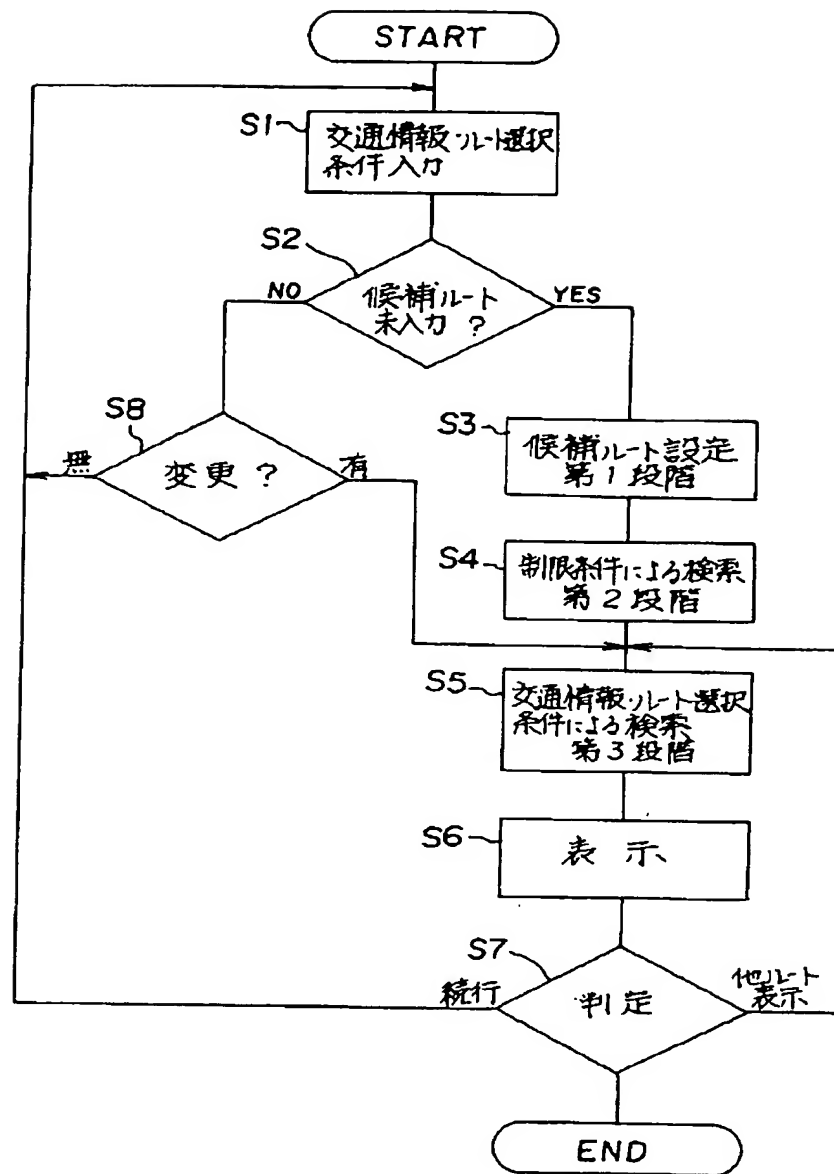 START
S1
交通情報・ルート選択
条件入力
S2
候補ルート
未入力?
NO
YES
S8
変更?
無
有
S3
候補ルート設定
第1段階
S4
制限条件による検索
第2段階
S5
交通情報・ルート選択
条件による検索
第3段階
S6
表示
S7
判定
続行
他ルート
表示
END